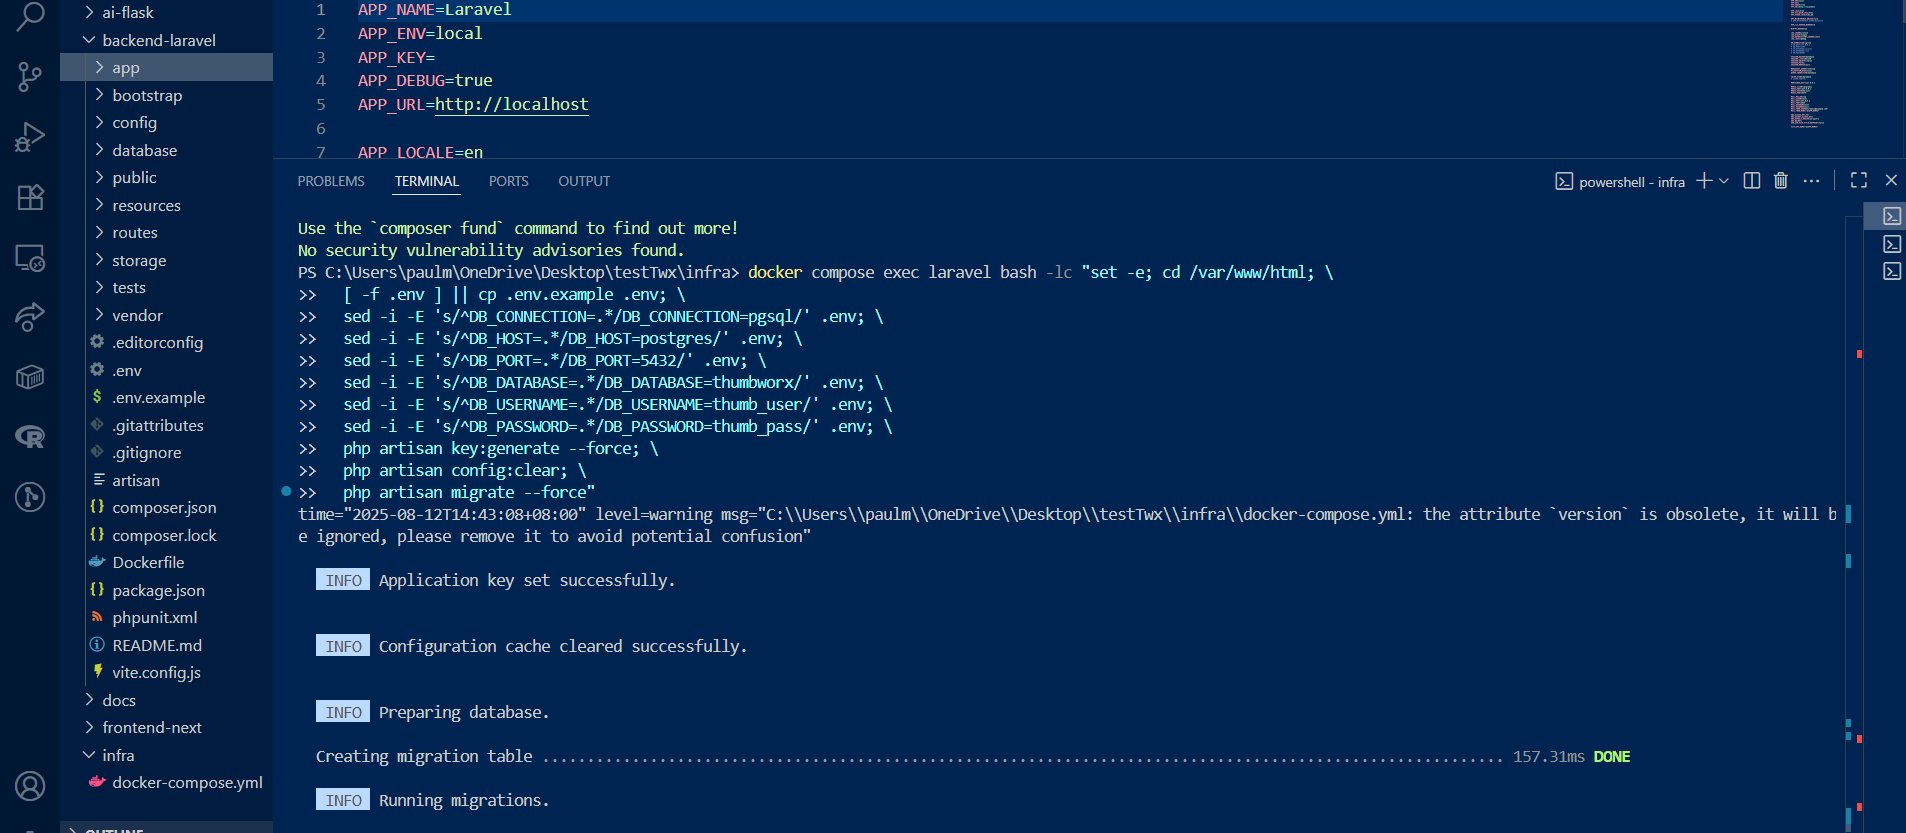 ai-flask
backend-laravel
app
bootstrap
config
database
public
resources
routes
storage
tests
vendor
.editorconfig
.env
.env.example
.gitattributes
.gitignore
artisan
composer.json
composer.lock
Dockerfile
package.json
phpunit.xml
README.md
vite.config.js
docs
frontend-next
infra
docker-compose.yml
OUTLINE
1 APP_NAME=Laravel
2 APP_ENV=local
3 APP_KEY=
4 APP_DEBUG=true
5 APP_URL=http://localhost
6
7 APP_LOCALE=en
PROBLEMS TERMINAL PORTS OUTPUT
powershell - infra
Use the `composer fund` command to find out more!
No security vulnerability advisories found.
PS C:\Users\paulm\OneDrive\Desktop\testTwx\infra> docker compose exec laravel bash -lc "set -e; cd /var/www/html; \
>>   [ -f .env ] || cp .env.example .env; \
>>   sed -i -E 's/^DB_CONNECTION=.*/DB_CONNECTION=pgsql/' .env; \
>>   sed -i -E 's/^DB_HOST=.*/DB_HOST=postgres/' .env; \
>>   sed -i -E 's/^DB_PORT=.*/DB_PORT=5432/' .env; \
>>   sed -i -E 's/^DB_DATABASE=.*/DB_DATABASE=thumbworx/' .env; \
>>   sed -i -E 's/^DB_USERNAME=.*/DB_USERNAME=thumb_user/' .env; \
>>   sed -i -E 's/^DB_PASSWORD=.*/DB_PASSWORD=thumb_pass/' .env; \
>>   php artisan key:generate --force; \
>>   php artisan config:clear; \
>>   php artisan migrate --force"
time="2025-08-12T14:43:08+08:00" level=warning msg="C:\\Users\\paulm\\OneDrive\\Desktop\\testTwx\\infra\\docker-compose.yml: the attribute `version` is obsolete, it will b
e ignored, please remove it to avoid potential confusion"
INFO Application key set successfully.
INFO Configuration cache cleared successfully.
INFO Preparing database.
Creating migration table .......................................................................................................... 157.31ms DONE
INFO Running migrations.